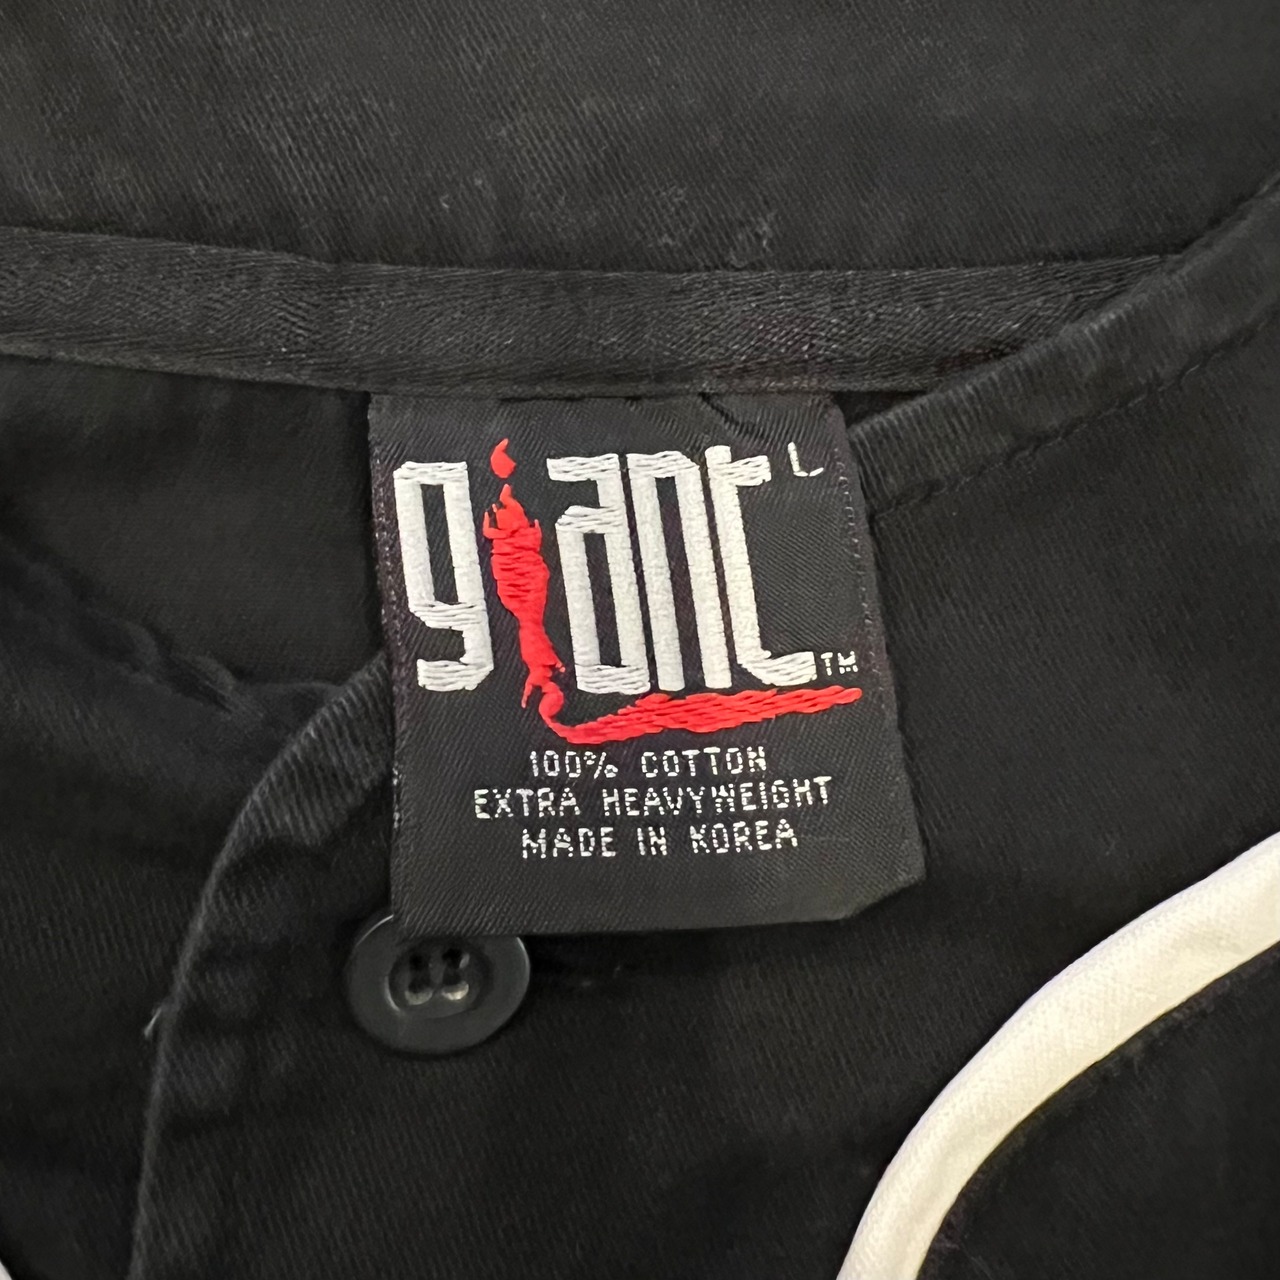 giant L
TM
100% COTTON
EXTRA HEAVYWEIGHT
MADE IN KOREA